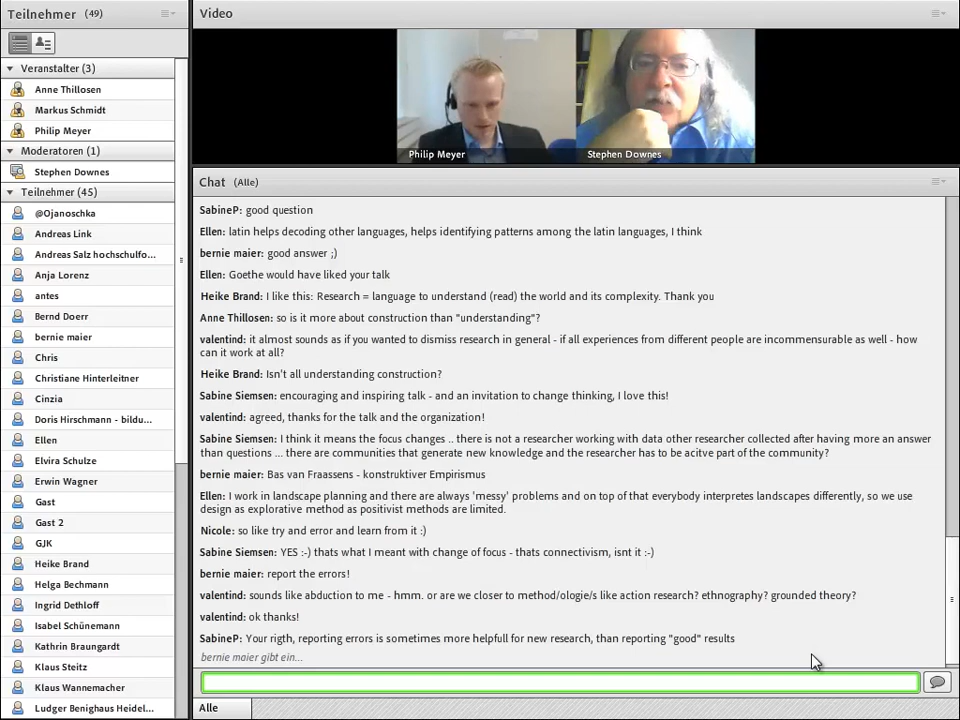 Teilnehmer (49)
Veranstalter (3)
Anne Thillosen
Markus Schmidt
Philip Meyer
Moderatoren (1)
Stephen Downes
Teilnehmer (45)
@Ojanoschka
Andreas Link
Andreas Salz hochschulfo...
Anja Lorenz
antes
Bernd Doerr
bernie maier
Chris
Christiane Hinterleitner
Cinzia
Doris Hirschmann - bildu...
Ellen
Elvira Schulze
Erwin Wagner
Gast
Gast 2
GJK
Heike Brand
Helga Bechmann
Ingrid Dethloff
Isabel Schünemann
Kathrin Braungardt
Klaus Steitz
Klaus Wannemacher
Ludger Benighaus Heidel...
Video
Philip Meyer
Stephen Downes
Chat (Alle)
SabineP: good question
Ellen: latin helps decoding other languages, helps identifying patterns among the latin languages, I think
bernie maier: good answer ;)
Ellen: Goethe would have liked your talk
Heike Brand: I like this: Research = language to understand (read) the world and its complexity. Thank you
Anne Thillosen: so is it more about construction than "understanding"?
valentind: it almost sounds as if you wanted to dismiss research in general - if all experiences from different people are incommensurable as well - how
can it work at all?
Heike Brand: Isn't all understanding construction?
Sabine Siemsen: encouraging and inspiring talk - and an invitation to change thinking, I love this!
valentind: agreed, thanks for the talk and the organization!
Sabine Siemsen: I think it means the focus changes .. there is not a researcher working with data other researcher collected after having more an answer
than questions ... there are communities that generate new knowledge and the researcher has to be acitve part of the community?
bernie maier: Bas van Fraassens - konstruktiver Empirismus
Ellen: I work in landscape planning and there are always 'messy' problems and on top of that everybody interpretes landscapes differently, so we use
design as explorative method as positivist methods are limited.
Nicole: so like try and error and learn from it :)
Sabine Siemsen: YES :-) thats what I meant with change of focus - thats connectivism, isnt it :-)
bernie maier: report the errors!
valentind: sounds like abduction to me - hmm. or are we closer to method/ologie/s like action research? ethnography? grounded theory?
valentind: ok thanks!
SabineP: Your rigth, reporting errors is sometimes more helpfull for new research, than reporting "good" results
bernie maier gibt ein...
Alle